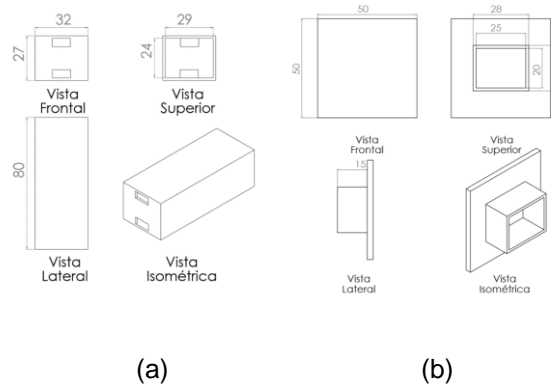 32
27
Vista
Frontal
29
24
Vista
Superior
80
Vista
Lateral
Vista
Isométrica
(a)
50
50
Vista
Frontal
28
25
20
Vista
Superior
15
Vista
Lateral
Vista
Isométrica
(b)